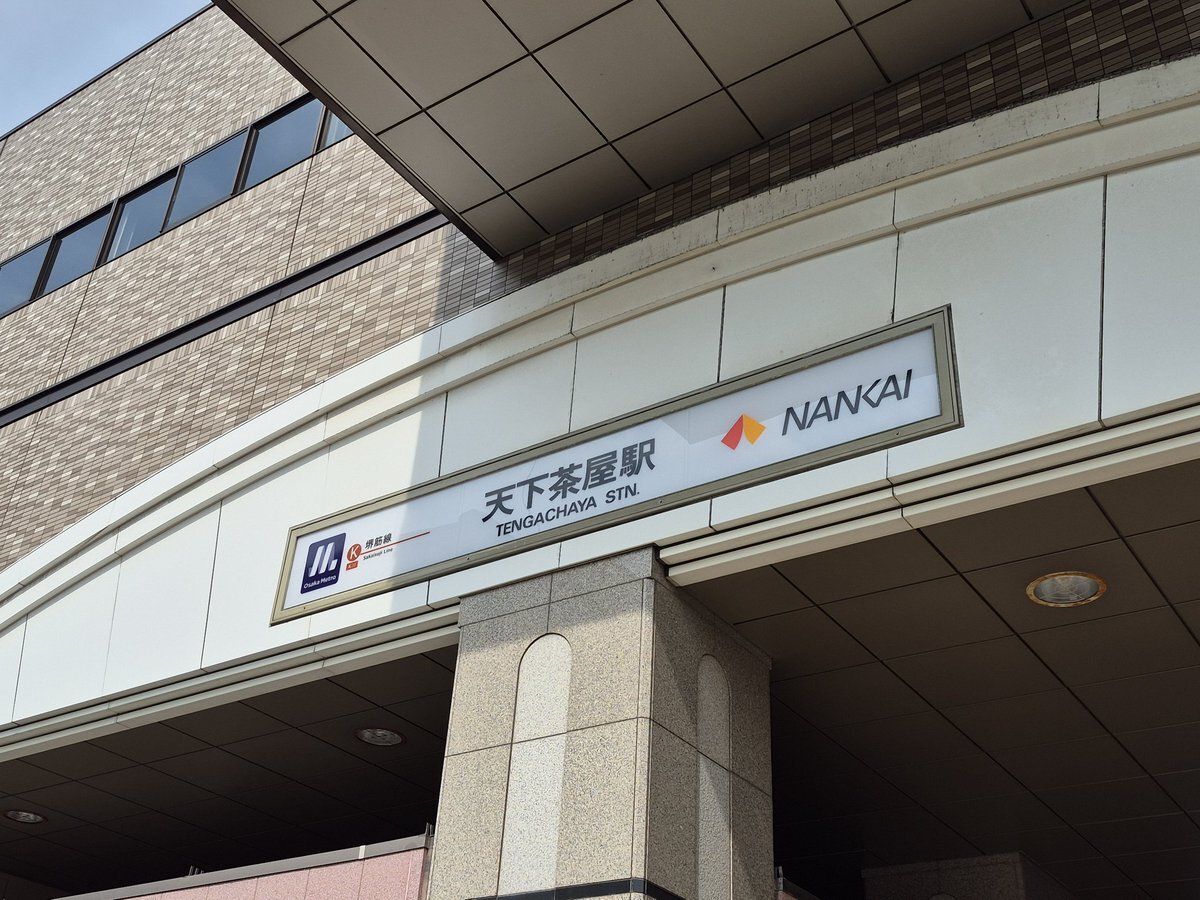 Osaka Metro
K
堺筋線
Sakaisuji Line
天下茶屋駅
TENGACHAYA STN.
NANKAI